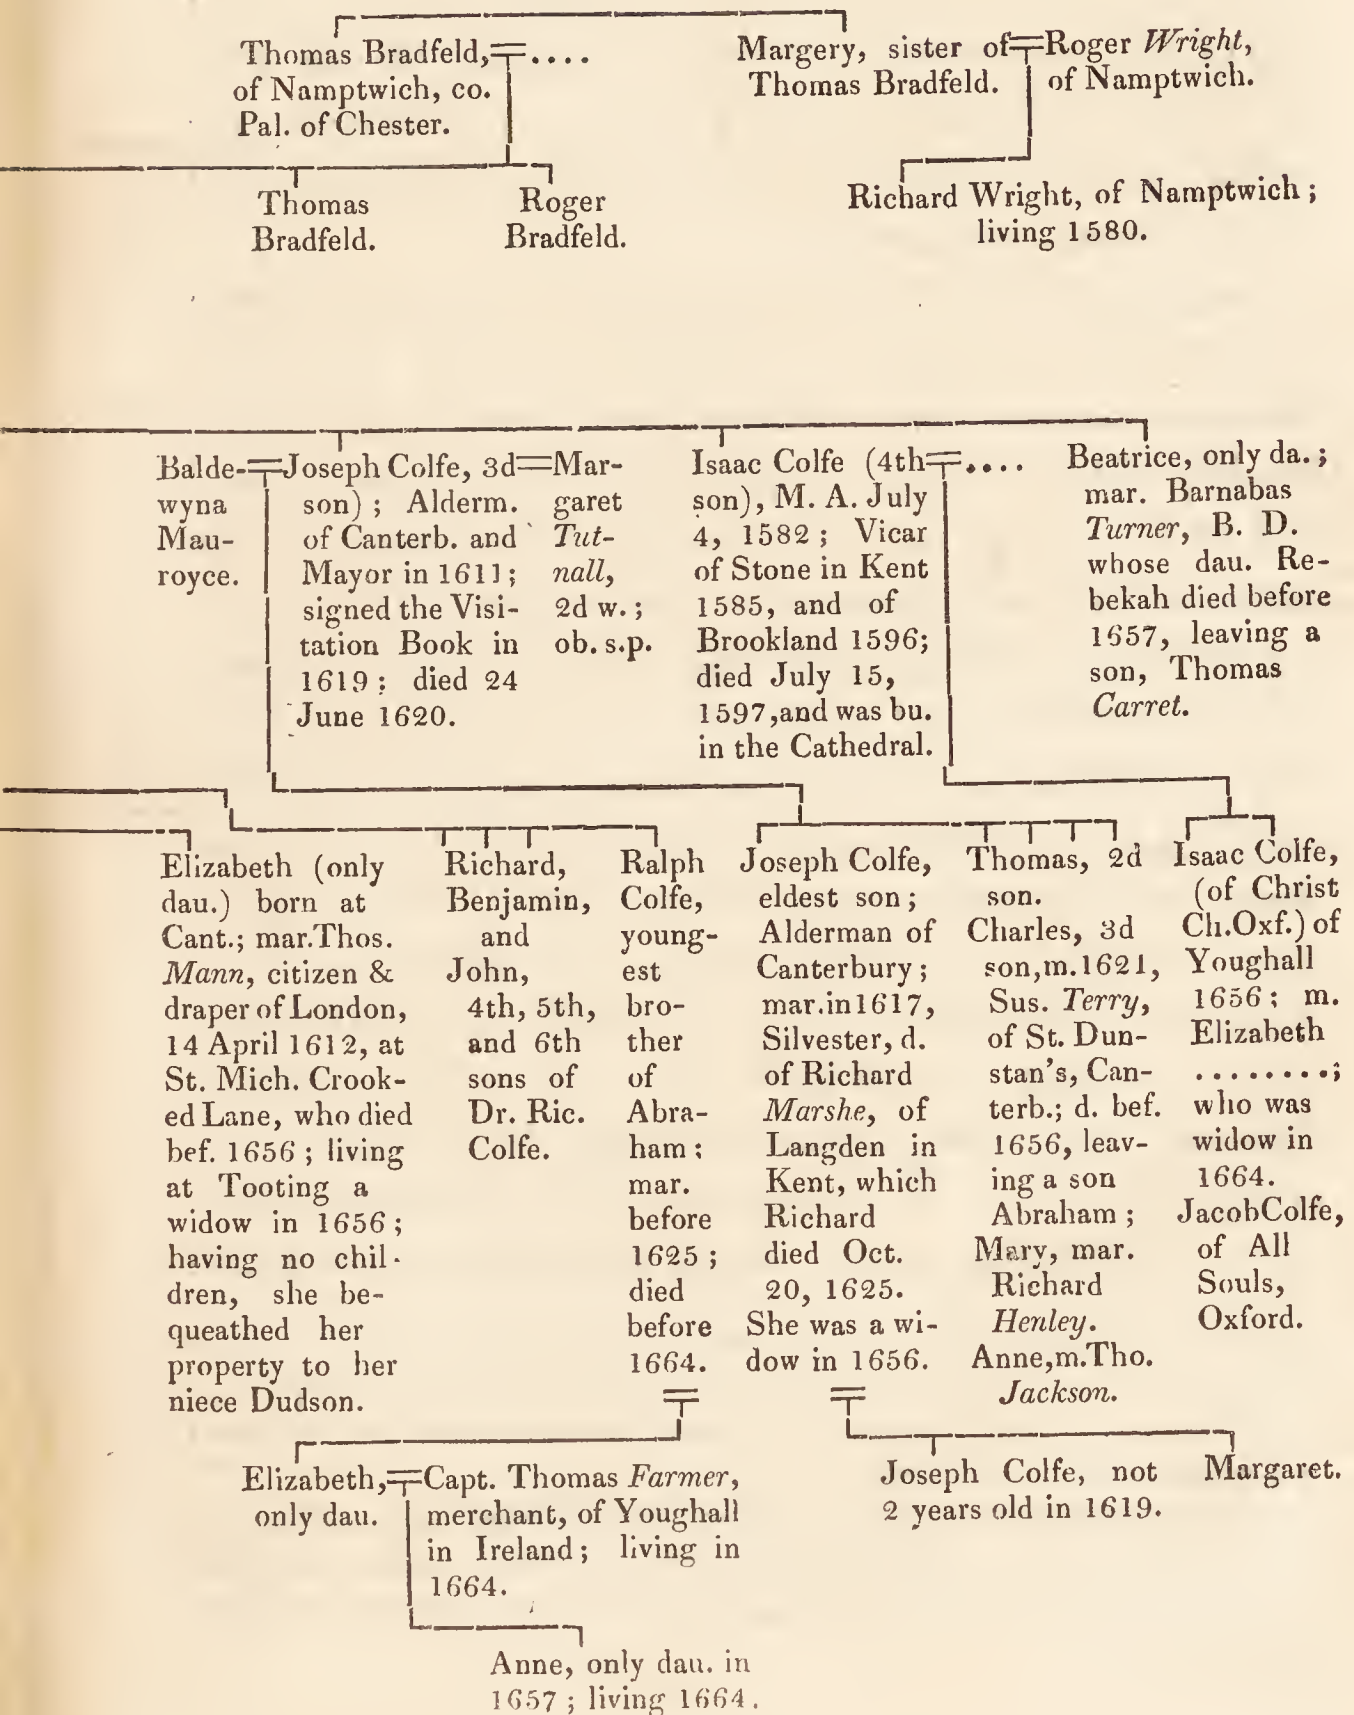 Thomas Bradfeld,
of Namptwich, co.
Pal. of Chester.
....
Margery, sister of
Thomas Bradfeld.
Roger Wright,
of Namptwich.
Thomas
Bradfeld.
Roger
Bradfeld.
Richard Wright, of Namptwich;
living 1580.
Balde-
wyna
Mau-
royce.
Joseph Colfe, 3d
son); Alderm.
of Canterb. and
Mayor in 1611;
signed the Visi-
tation Book in
1619; died 24
June 1620.
Mar-
garet
Tut-
nall,
2d w.;
ob. s.p.
Isaac Colfe (4th
son), M. A. July
4, 1582; Vicar
of Stone in Kent
1585, and of
Brookland 1596;
died July 15,
1597,and was bu.
in the Cathedral.
....
Beatrice, only da.;
mar. Barnabas
Turner, B. D.
whose dau. Re-
bekah died before
1657, leaving a
son, Thomas
Carret.
Elizabeth (only
dau.) born at
Cant.; mar.Thos.
Mann, citizen &
draper of London,
14 April 1612, at
St. Mich. Crook-
ed Lane, who died
bef. 1656; living
at Tooting a
widow in 1656;
having no chil-
dren, she be-
queathed her
property to her
niece Dudson.
Richard,
Benjamin,
and
John,
4th, 5th,
and 6th
sons of
Dr. Ric.
Colfe.
Ralph
Colfe,
young-
est
bro-
ther
of
Abra-
ham;
mar.
before
1625;
died
before
1664.
Joseph Colfe,
eldest son;
Alderman of
Canterbury;
mar.in1617,
Silvester, d.
of Richard
Marshe, of
Langden in
Kent, which
Richard
died Oct.
20, 1625.
She was a wi-
dow in 1656.
Thomas, 2d
son.
Charles, 3d
son,m.1621,
Sus. Terry,
of St. Dun-
stan's, Can-
terb.; d. bef.
1656, leav-
ing a son
Abraham;
Mary, mar.
Richard
Henley.
Anne,m.Tho.
Jackson.
Isaac Colfe,
(of Christ
Ch.Oxf.) of
Youghall
1656; m.
Elizabeth
........;
who was
widow in
1664.
JacobColfe,
of All
Souls,
Oxford.
Elizabeth,
only dau.
Capt. Thomas Farmer,
merchant, of Youghall
in Ireland; living in
1664.
Joseph Colfe, not
2 years old in 1619.
Margaret.
Anne, only dau. in
1657; living 1664.